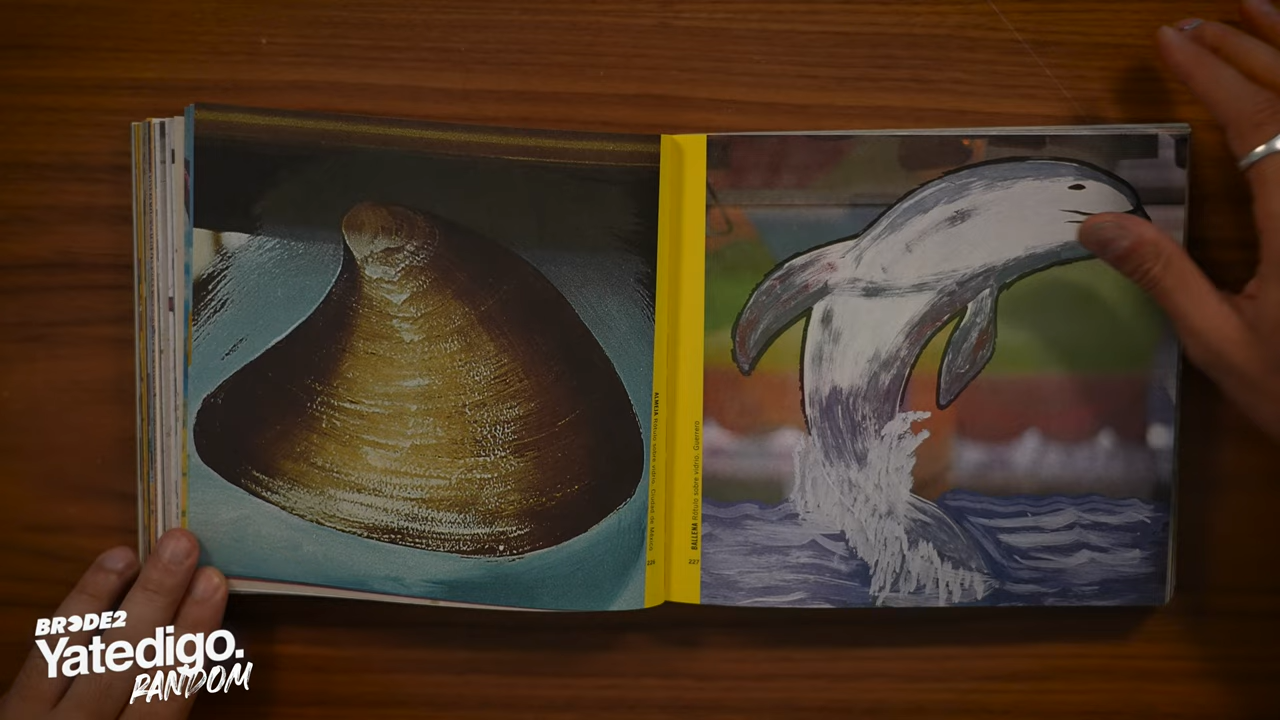 ALMEJA Rótulo sobre vidrio. Ciudad de México
226
BALLENA Rótulo sobre vidrio. Guerrero
227
BRODE2
Yatedigo.
RANDOM